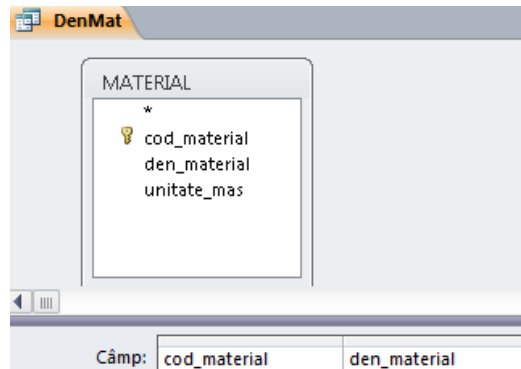 DenMat
MATERIAL
*
cod_material
den_material
unitate_mas
Câmp: cod_material den_material